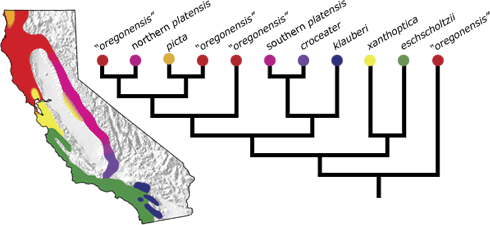 "oregonensis"
northern platensis
picta
"oregonensis"
"oregonensis"
southern platensis
croceater
klauberi
xanthoptica
eschscholtzii
"oregonensis"